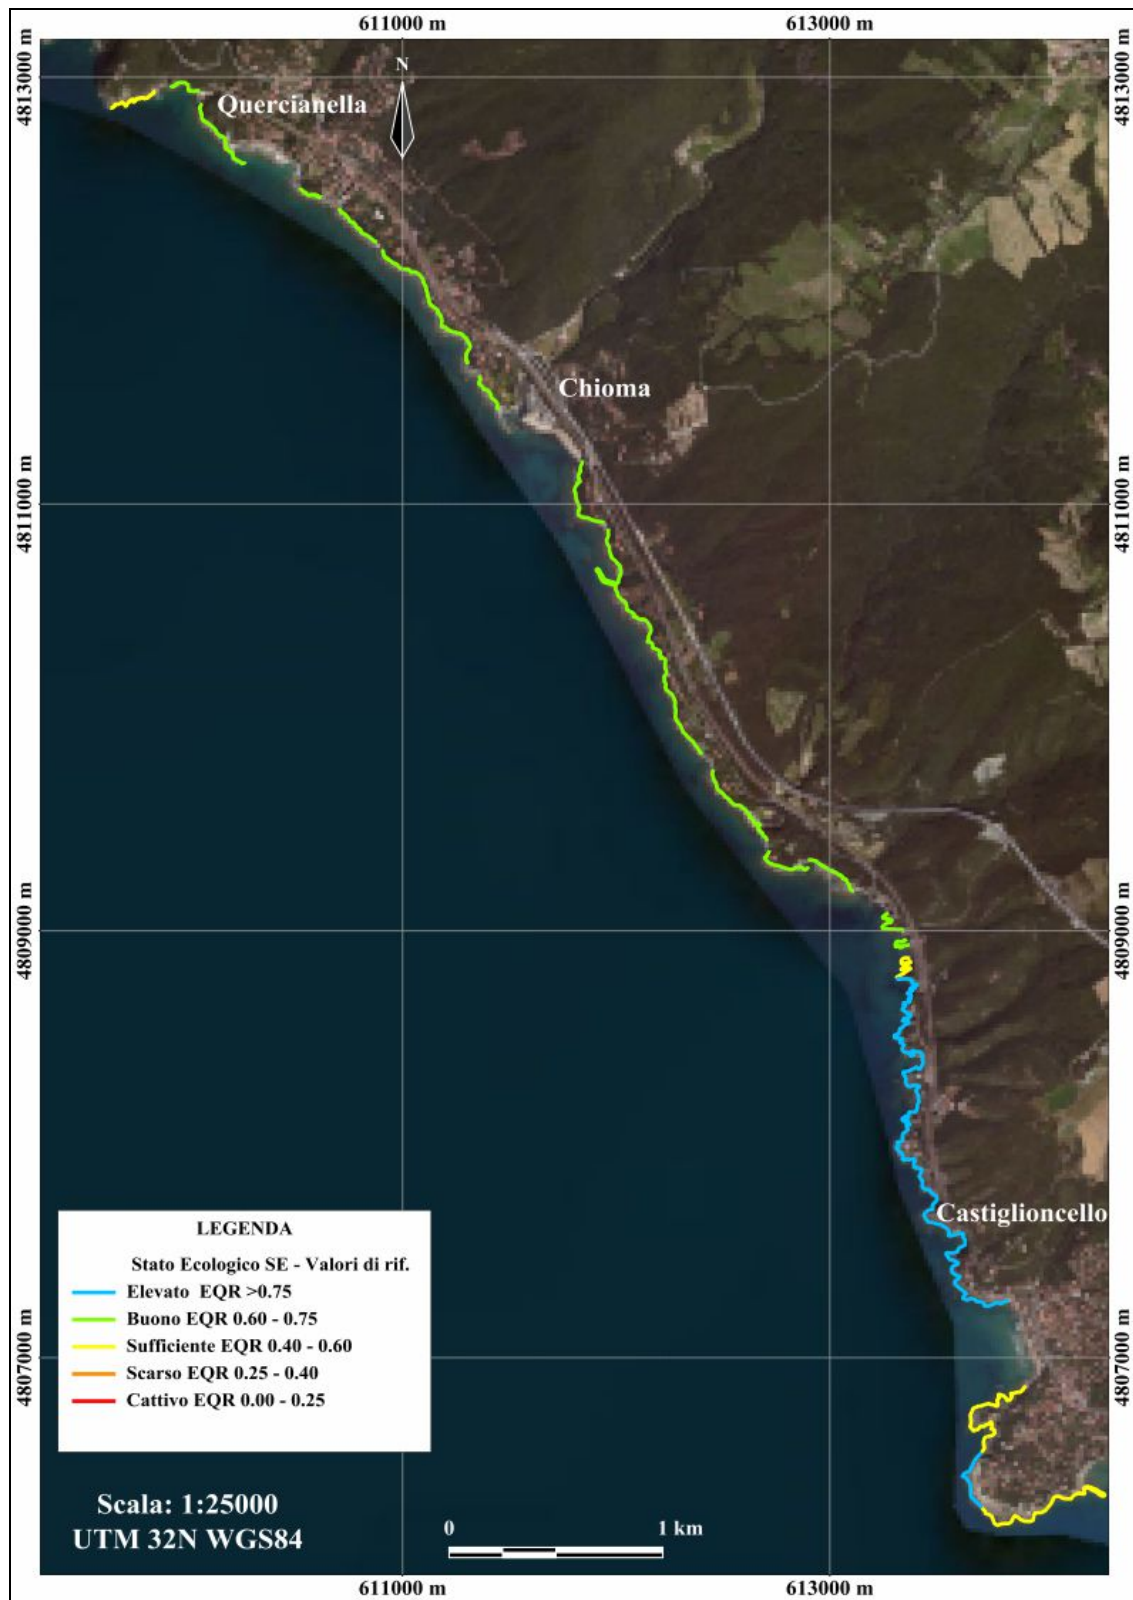 611000 m
613000 m
4813000 m
4813000 m
N
Quercianella
Chioma
4811000 m
4811000 m
4809000 m
4809000 m
Castiglioncello
LEGENDA
Stato Ecologico SE - Valori di rif.
Elevato EQR >0.75
Buono EQR 0.60 - 0.75
Sufficiente EQR 0.40 - 0.60
Scarso EQR 0.25 - 0.40
Cattivo EQR 0.00 - 0.25
4807000 m
4807000 m
Scala: 1:25000
UTM 32N WGS84
0 1 km
611000 m
613000 m